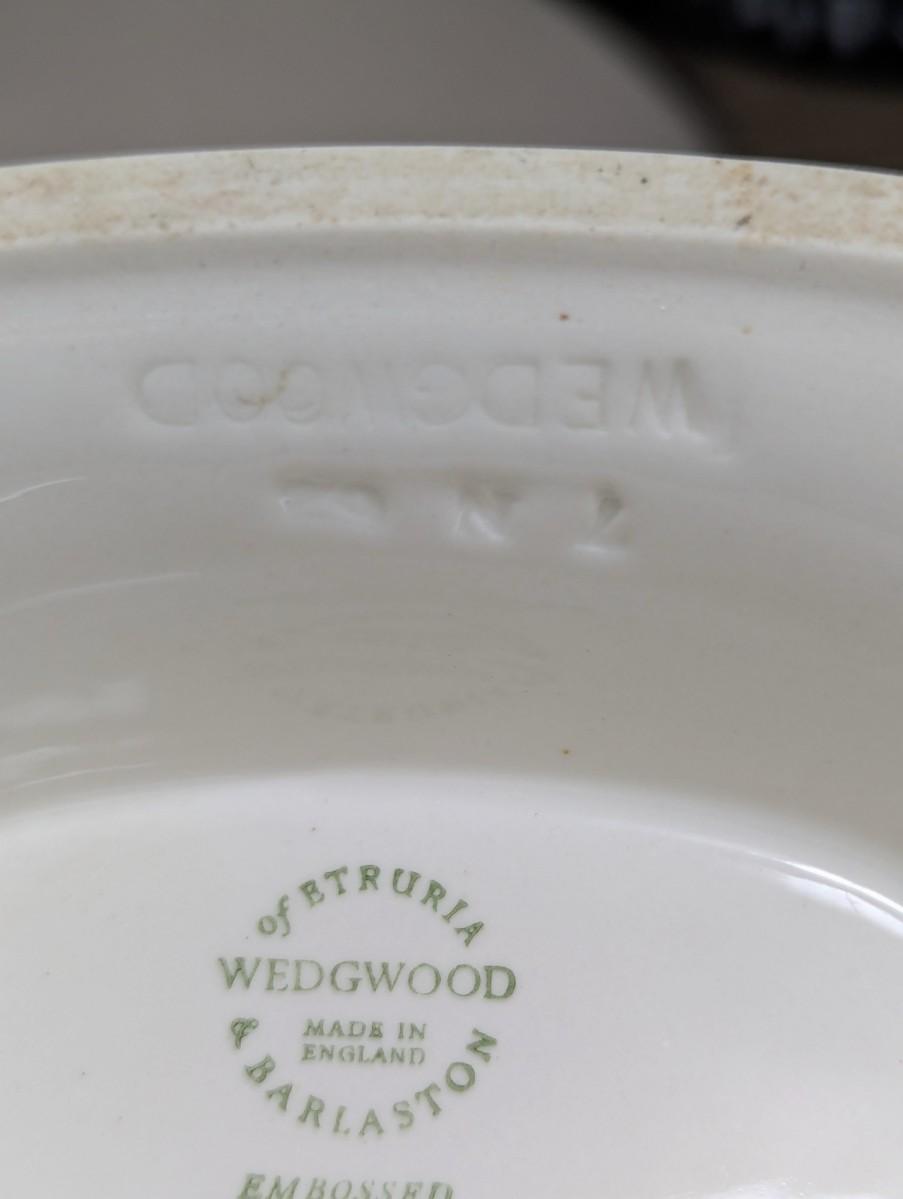 WEDGWOOD
of ETRURIA
WEDGWOOD
MADE IN
ENGLAND
& BARLASTON
EMBOSSED